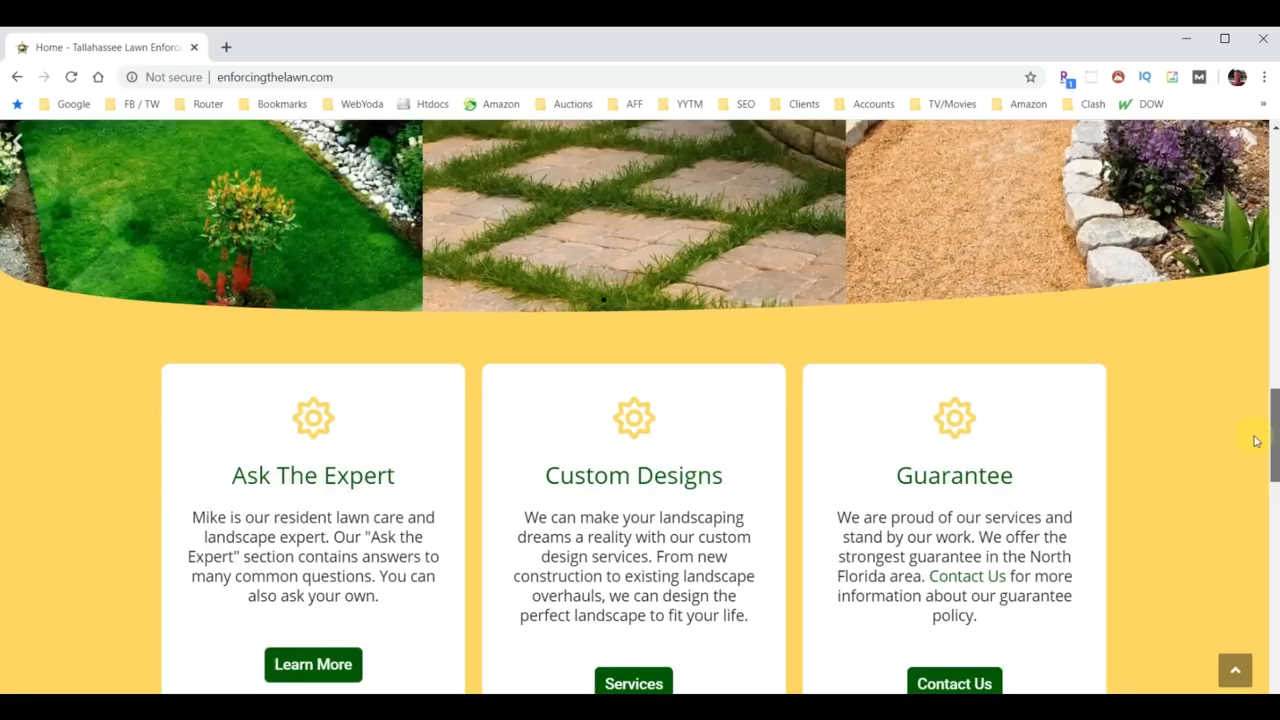 Home - Tallahassee Lawn Enforc
Not secure | enforcingthelawn.com
IQ
M
1
Google FB / TW Router Bookmarks WebYoda Htdocs Amazon Auctions AFF YYTM SEO Clients Accounts TV/Movies Amazon Clash DOW »
Ask The Expert
Mike is our resident lawn care and
landscape expert. Our "Ask the
Expert" section contains answers to
many common questions. You can
also ask your own.
Learn More
Custom Designs
We can make your landscaping
dreams a reality with our custom
design services. From new
construction to existing landscape
overhauls, we can design the
perfect landscape to fit your life.
Services
Guarantee
We are proud of our services and
stand by our work. We offer the
strongest guarantee in the North
Florida area. Contact Us for more
information about our guarantee
policy.
Contact Us